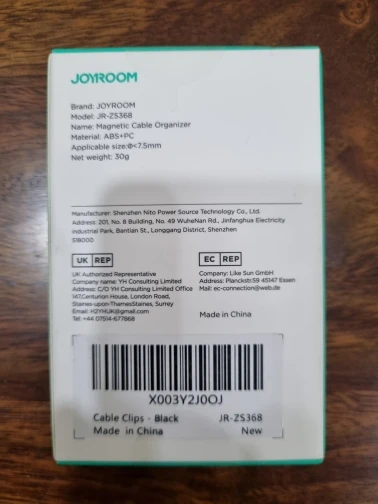 JOYROOM
Brand: JOYROOM
Model: JR-ZS368
Name: Magnetic Cable Organizer
Material: ABS+PC
Applicable size:Φ<7.5mm
Net weight: 30g
Manufacturer: Shenzhen Nito Power Source Technology Co., Ltd.
Address: 201, No. 8 Building, No. 49 WuheNan Rd., Jinfanghua Electricity
Industrial Park, Bantian St., Longgang District, Shenzhen
518000
UK REP
UK Authorized Representative
Company name: YH Consulting Limited
Address: C/O YH Consulting Limited Office
147,Centurion House, London Road,
Staines-upon-ThamesStaines, Surrey
Email: H2YHUK@gmail.com
Tel: +44 07514-677868
EC REP
Company: Like Sun GmbH
Address: Planckstr.59 45147 Essen
Mail: ec-connection@web.de
Made in China
X003Y2J0OJ
Cable Clips - Black JR-ZS368
Made in China New